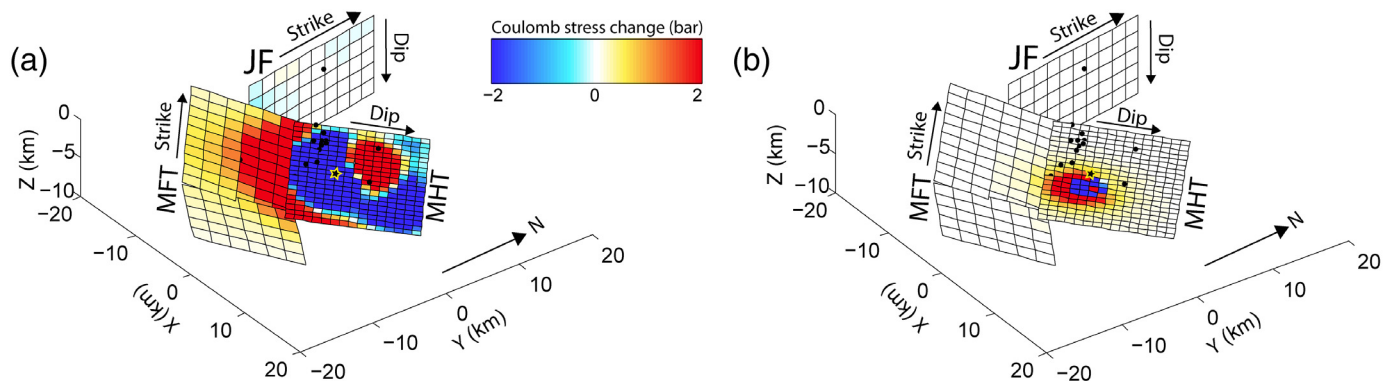 (a)
Strike
JF
Dip
Coulomb stress change (bar)
−2
0
2
Strike
Dip
MFT
MHT
Z (km)
0
−5
−10
−20
−10
0
10
20
X (km)
−20
−10
0
10
20
Y (km)
N
(b)
Strike
JF
Dip
Strike
Dip
MFT
MHT
Z (km)
0
−5
−10
−20
−10
0
10
20
X (km)
−20
−10
0
10
20
Y (km)
N